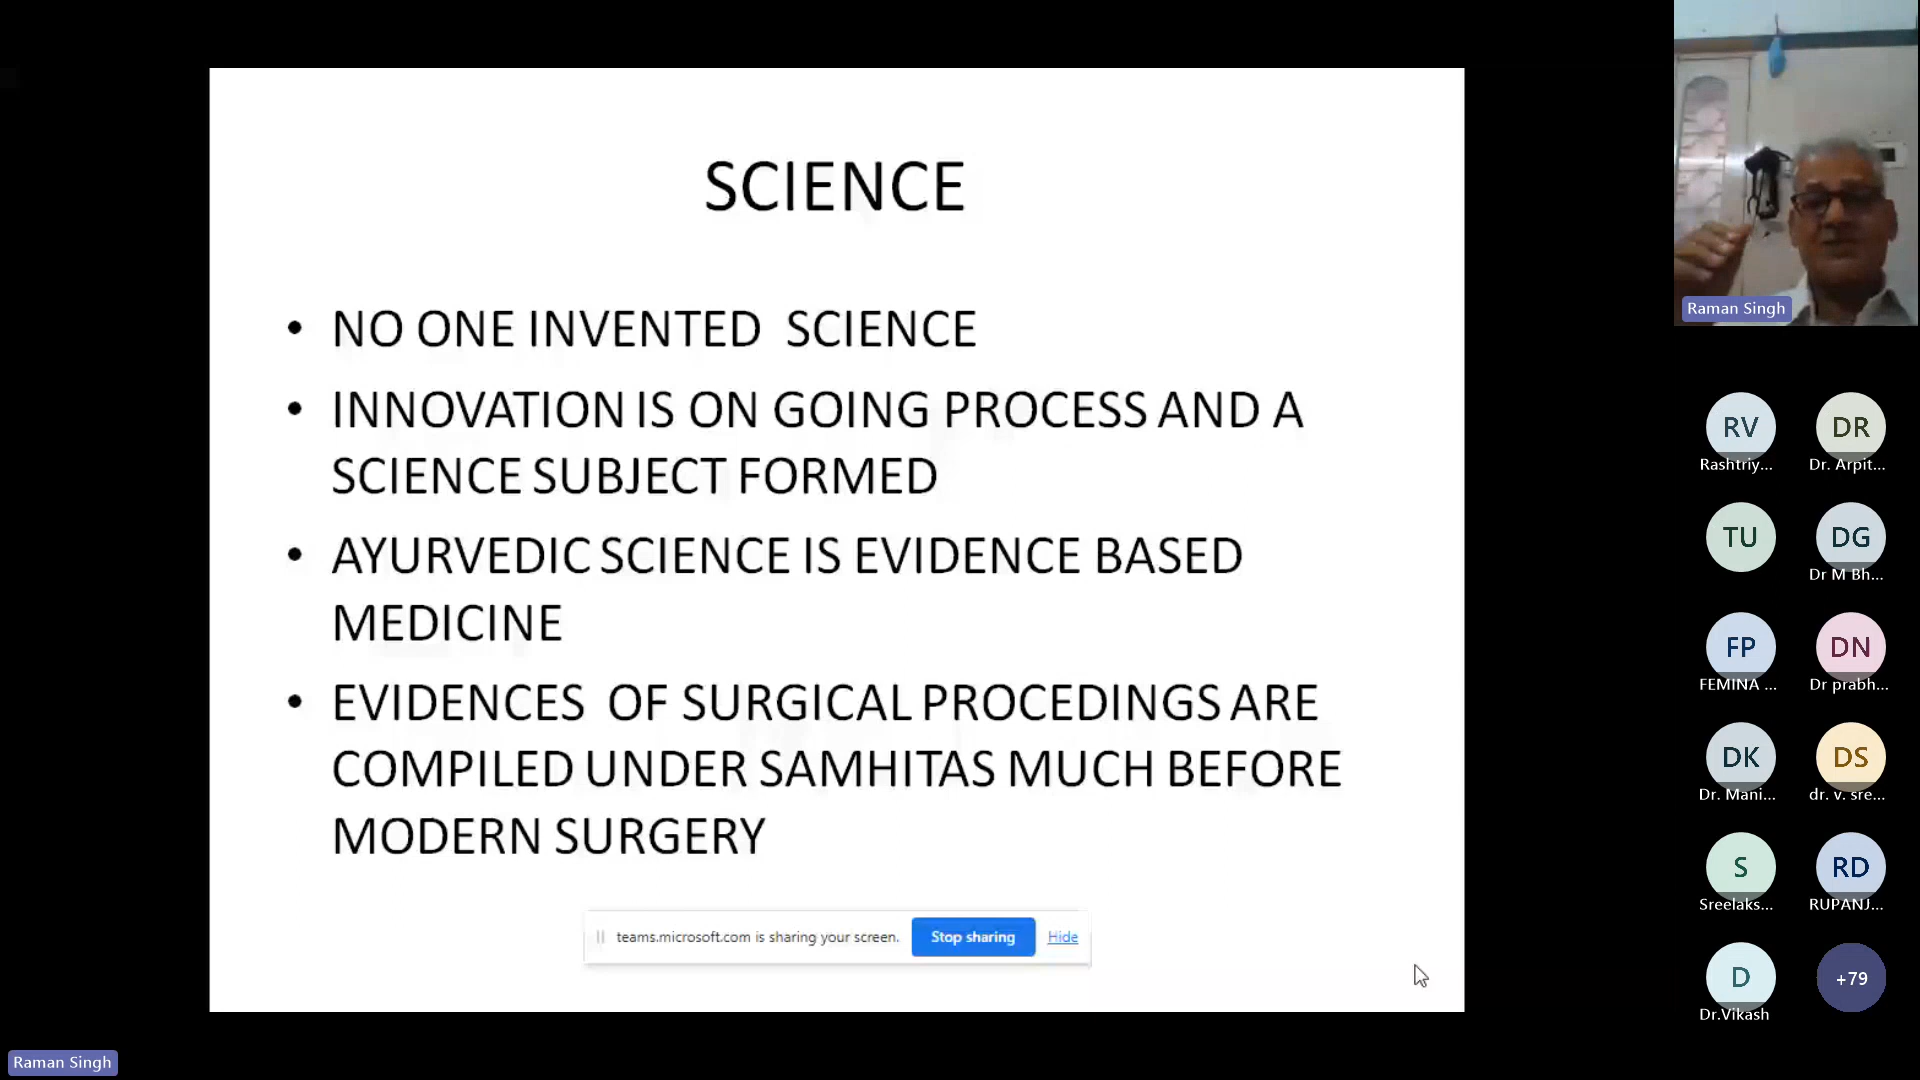 SCIENCE
• NO ONE INVENTED SCIENCE
• INNOVATION IS ON GOING PROCESS AND A
SCIENCE SUBJECT FORMED
• AYURVEDIC SCIENCE IS EVIDENCE BASED
MEDICINE
• EVIDENCES OF SURGICAL PROCEDINGS ARE
COMPILED UNDER SAMHITAS MUCH BEFORE
MODERN SURGERY
teams.microsoft.com is sharing your screen. Stop sharing Hide
Raman Singh
RV DR
Rashtriy... Dr. Arpit...
TU DG
Dr M Bh...
FP DN
FEMINA ... Dr prabh...
DK DS
Dr. Mani... dr. v. sre...
S RD
Sreelaks... RUPANJ...
D +79
Dr.Vikash
Raman Singh